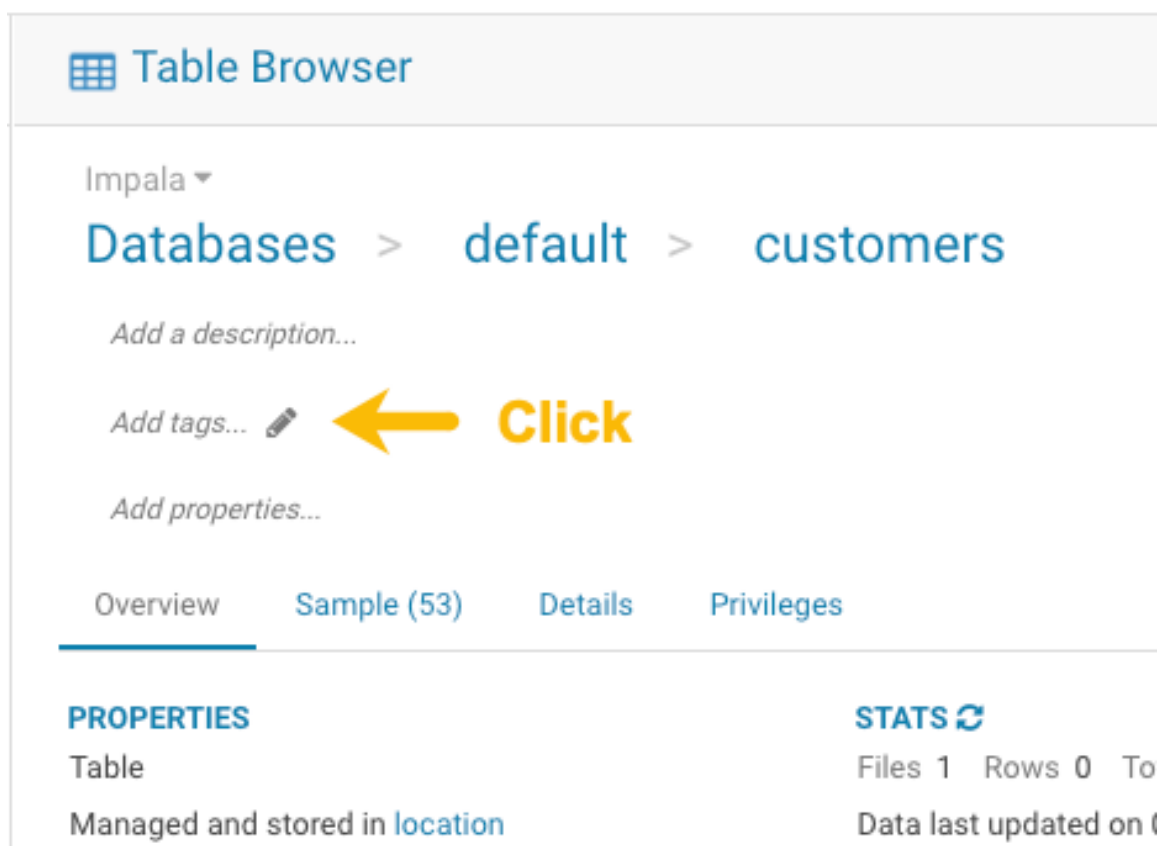 Table Browser
Impala
Databases > default > customers
Add a description...
Add tags... Click
Add properties...
Overview Sample (53) Details Privileges
PROPERTIES STATS
Table Files 1 Rows 0
Managed and stored in location Data last updated on